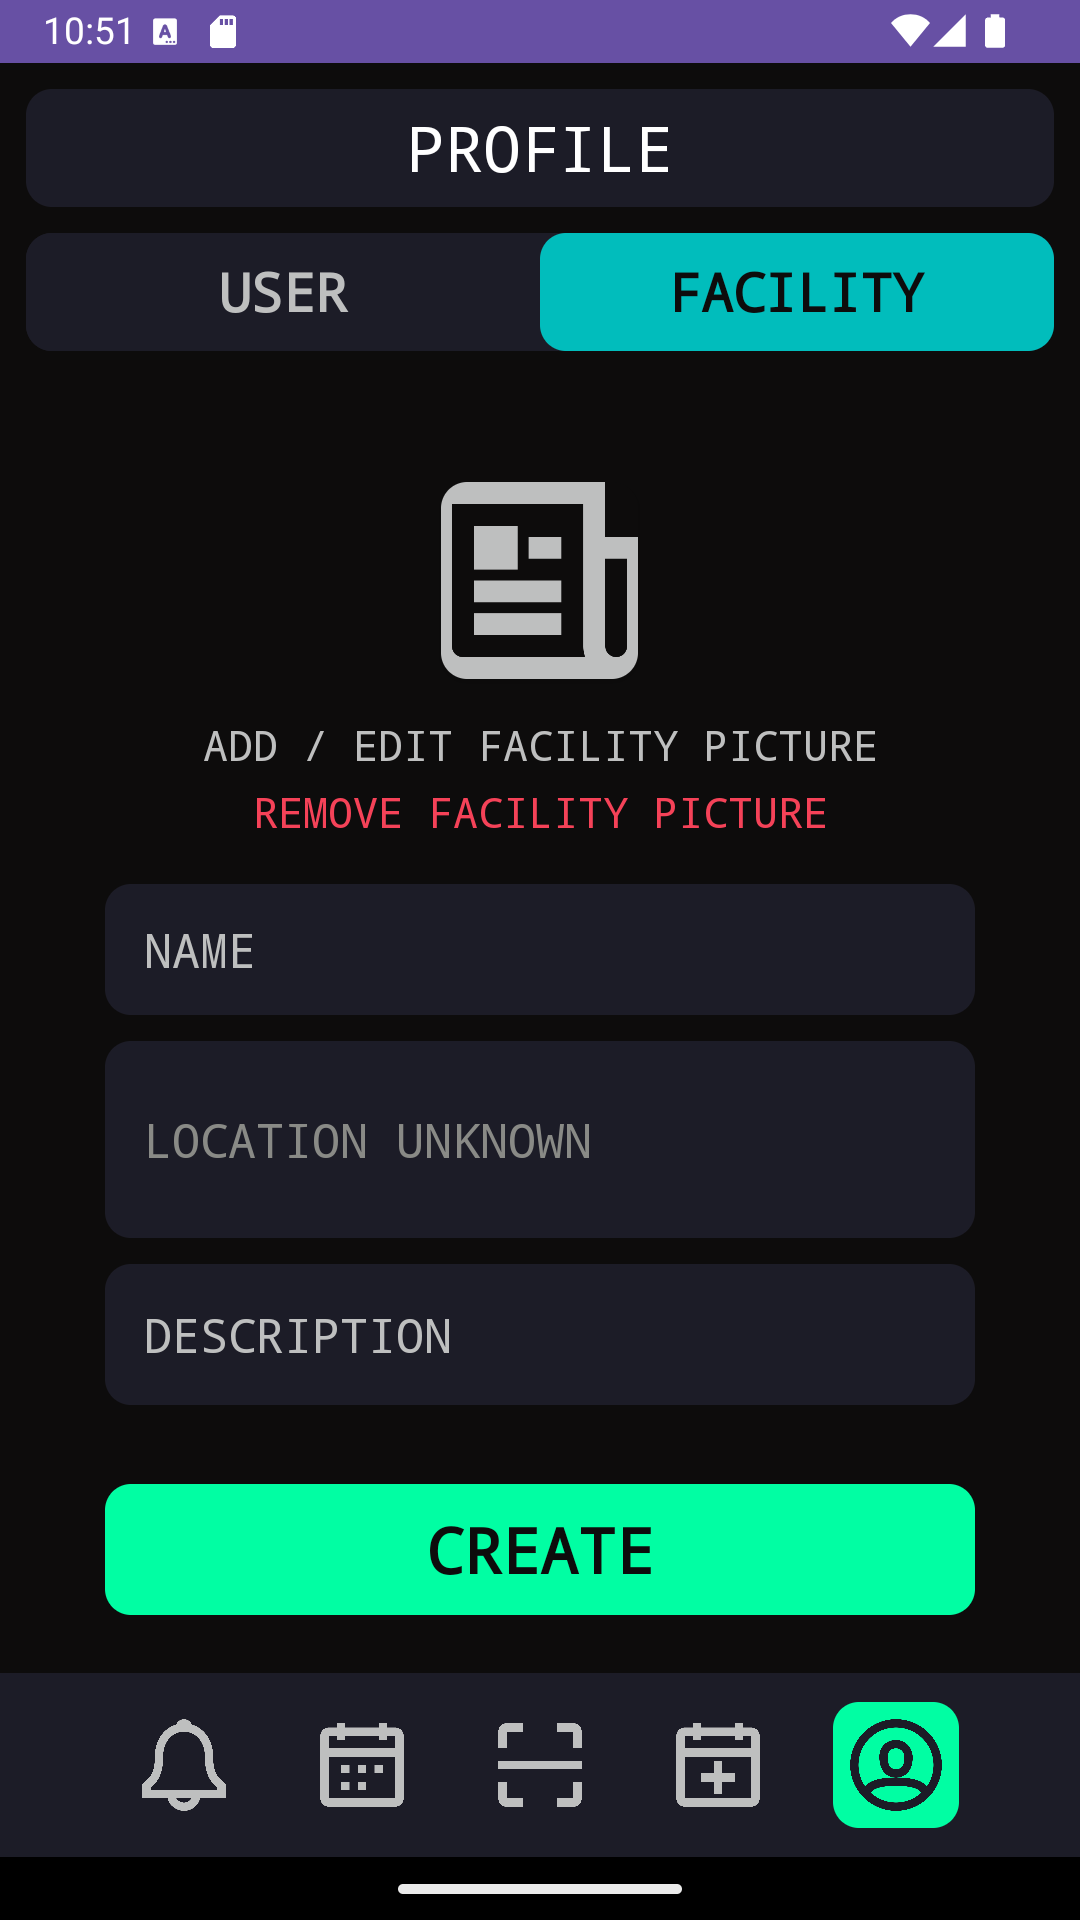 10:51
PROFILE
USER FACILITY
ADD / EDIT FACILITY PICTURE
REMOVE FACILITY PICTURE
NAME
LOCATION UNKNOWN
DESCRIPTION
CREATE